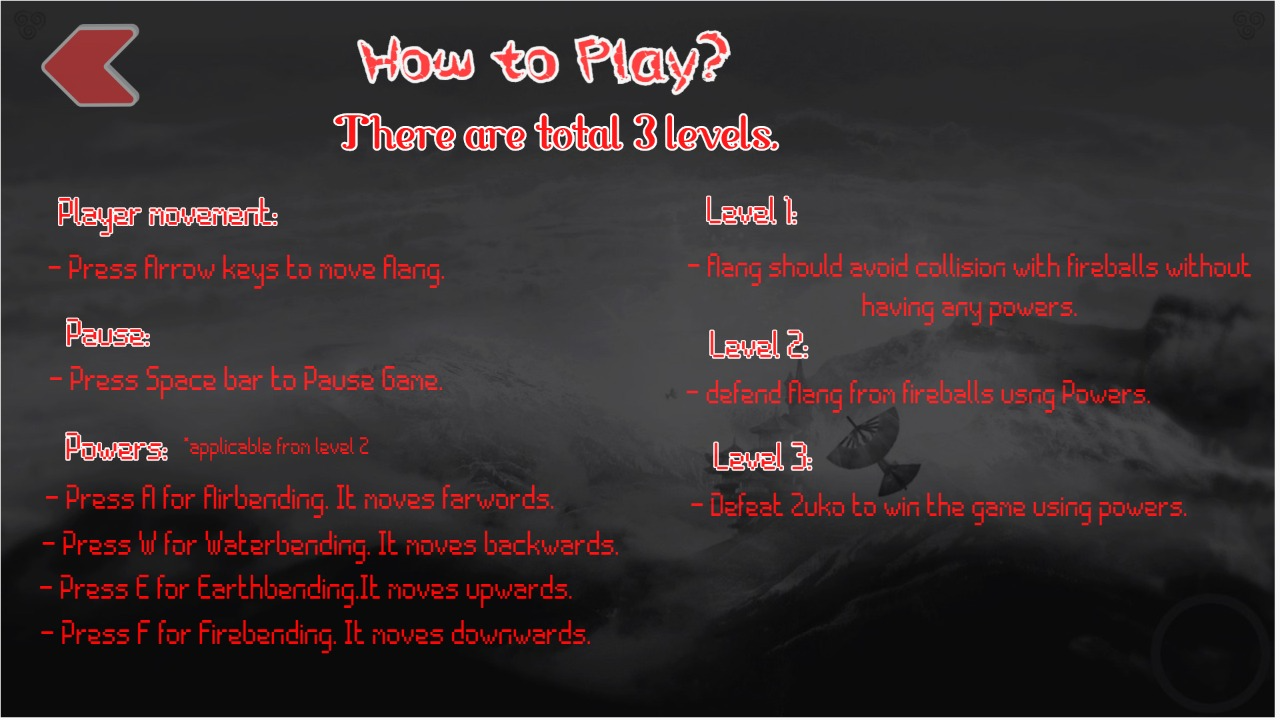 How to Play?
There are total 3 levels.
Player movement:
- Press Arrow keys to move Aang.
Pause:
- Press Space bar to Pause Game.
Powers: *applicable from level 2
- Press A for Airbending. It moves farwords.
- Press W for Waterbending. It moves backwards.
- Press E for Earthbending.It moves upwards.
- Press F for Firebending. It moves downwards.
Level 1:
- Aang should avoid collision with fireballs without
having any powers.
Level 2:
- defend Aang from fireballs usng Powers.
Level 3:
- Defeat Zuko to win the game using powers.